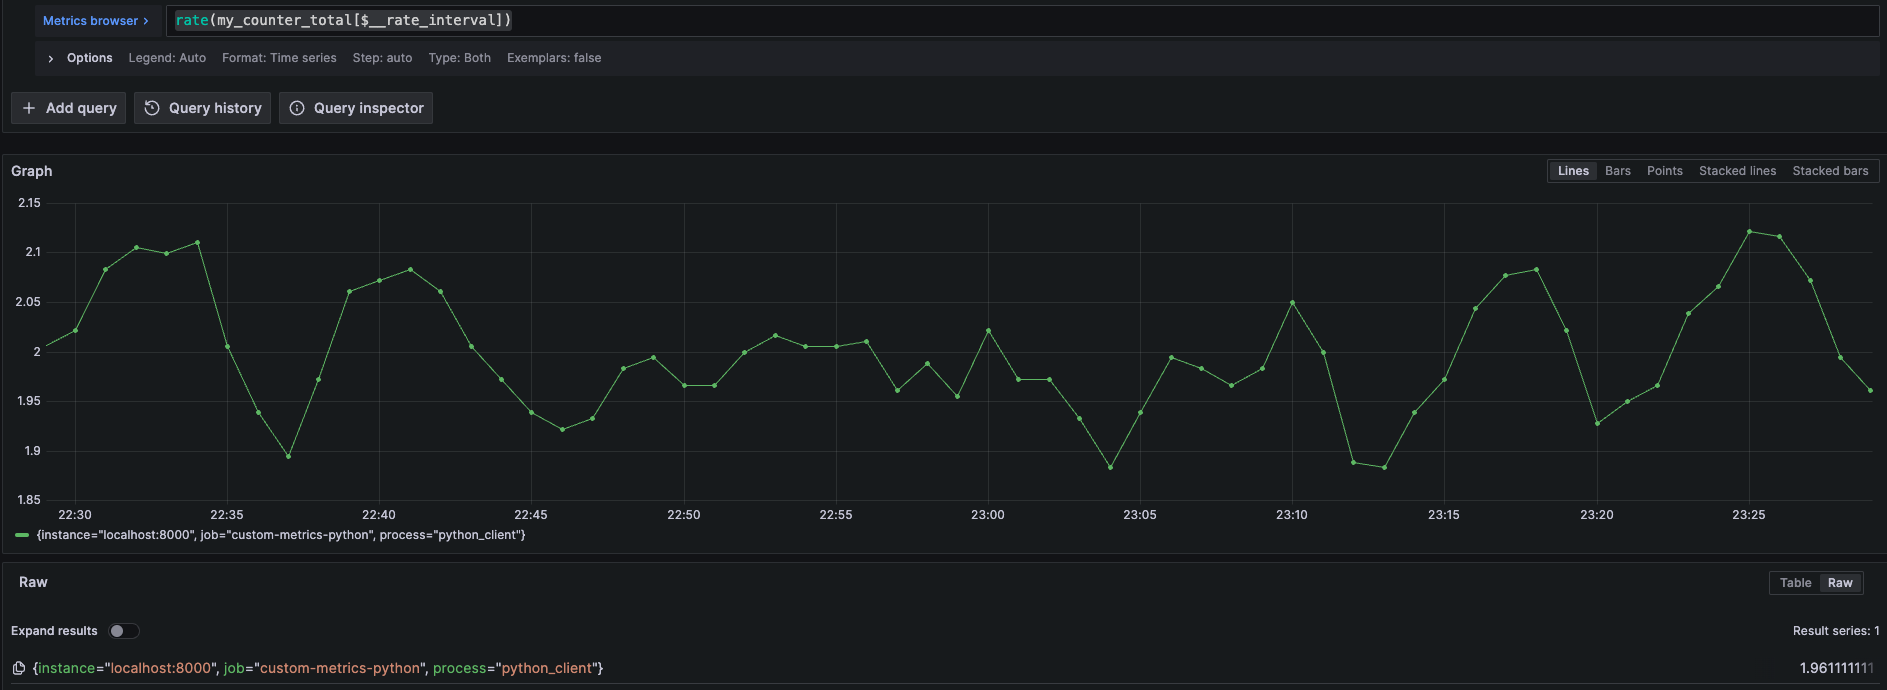 Metrics browser > rate(my_counter_total[$__rate_interval])
> Options Legend: Auto Format: Time series Step: auto Type: Both Exemplars: false
+ Add query Query history Query inspector
Graph Lines Bars Points Stacked lines Stacked bars
2.15
2.1
2.05
2
1.95
1.9
1.85
22:30 22:35 22:40 22:45 22:50 22:55 23:00 23:05 23:10 23:15 23:20 23:25
{instance="localhost:8000", job="custom-metrics-python", process="python_client"}
Raw Table Raw
Expand results Result series: 1
{instance="localhost:8000", job="custom-metrics-python", process="python_client"} 1.961111111